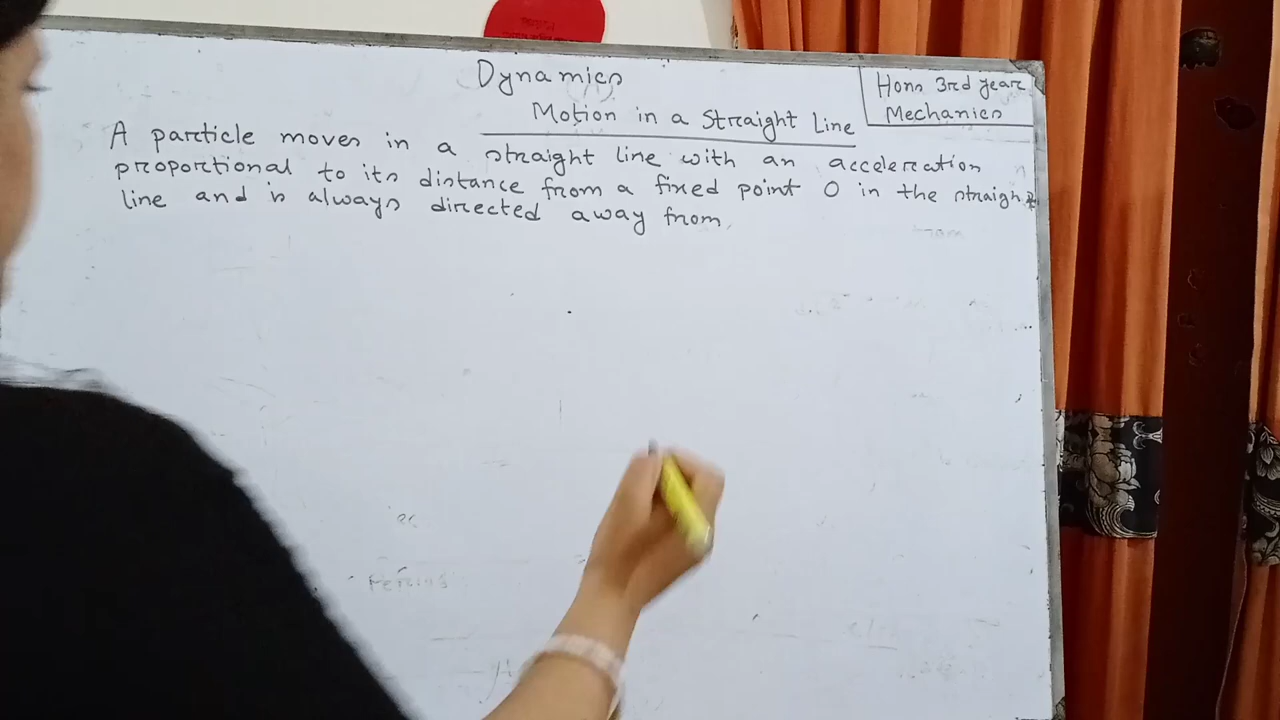 Dynamics
Hons 3rd year
Mechanics
Motion in a Straight Line
A particle moves in a straight line with an acceleration
proportional to its distance from a fixed point O in the straight
line and is always directed away from